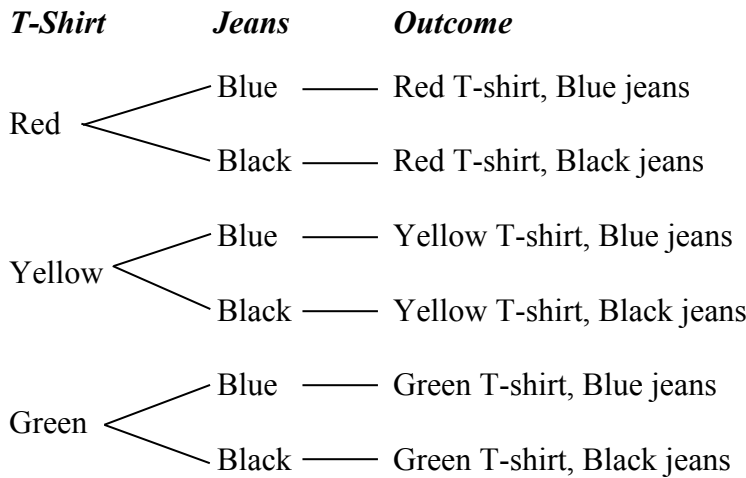 T-Shirt Jeans Outcome
Blue Red T-shirt, Blue jeans
Red
Black Red T-shirt, Black jeans
Blue Yellow T-shirt, Blue jeans
Yellow
Black Yellow T-shirt, Black jeans
Blue Green T-shirt, Blue jeans
Green
Black Green T-shirt, Black jeans